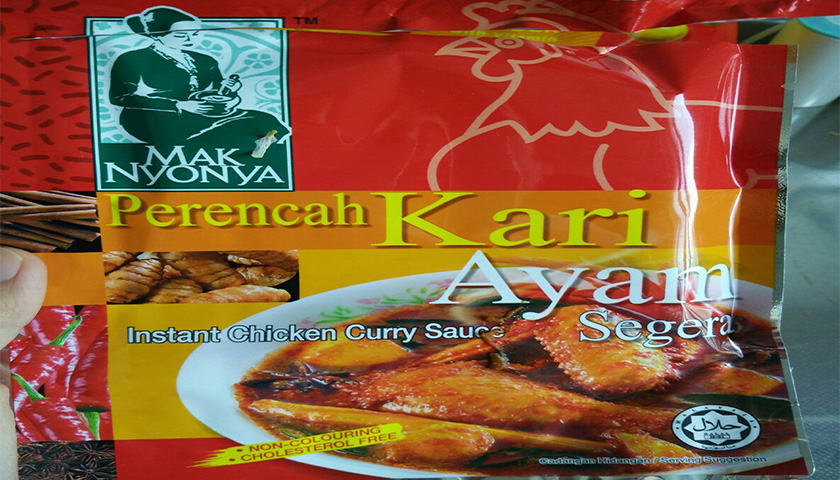 TM
MAK
NYONYA
Perencah Kari
Ayam
Segera
Instant Chicken Curry Sauce
• NON-COLOURING
• CHOLESTEROL FREE
حلال
Cadangan Hidangan / Serving Suggestion